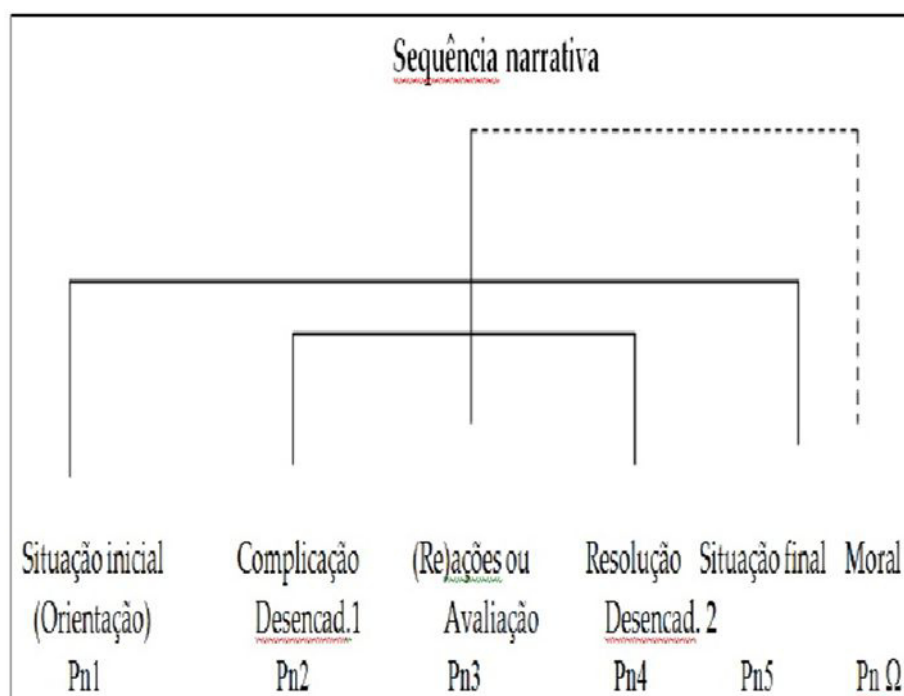 Sequência narrativa
Situação inicial Complicação (Re)ações ou Resolução Situação final Moral
(Orientação) Desencad.1 Avaliação Desencad. 2
Pn1 Pn2 Pn3 Pn4 Pn5 Pn Ω